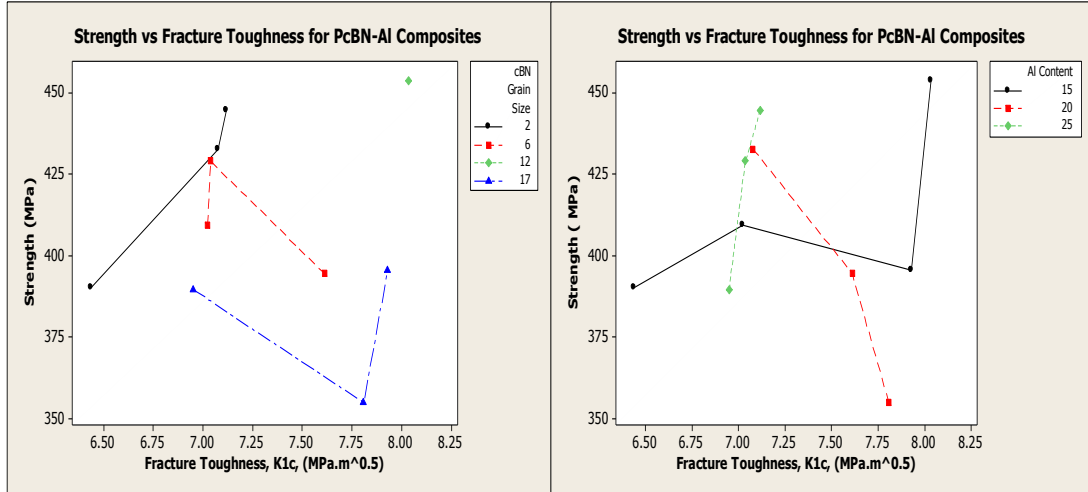 Strength vs Fracture Toughness for PcBN-Al Composites
cBN
Grain
Size
2
6
12
17
450
425
400
375
350
Strength (MPa)
6.50 6.75 7.00 7.25 7.50 7.75 8.00 8.25
Fracture Toughness, K1c, (MPa.m^0.5)
Strength vs Fracture Toughness for PcBN-Al Composites
Al Content
15
20
25
450
425
400
375
350
Strength ( MPa)
6.50 6.75 7.00 7.25 7.50 7.75 8.00 8.25
Fracture Toughness, K1c, (MPa.m^0.5)